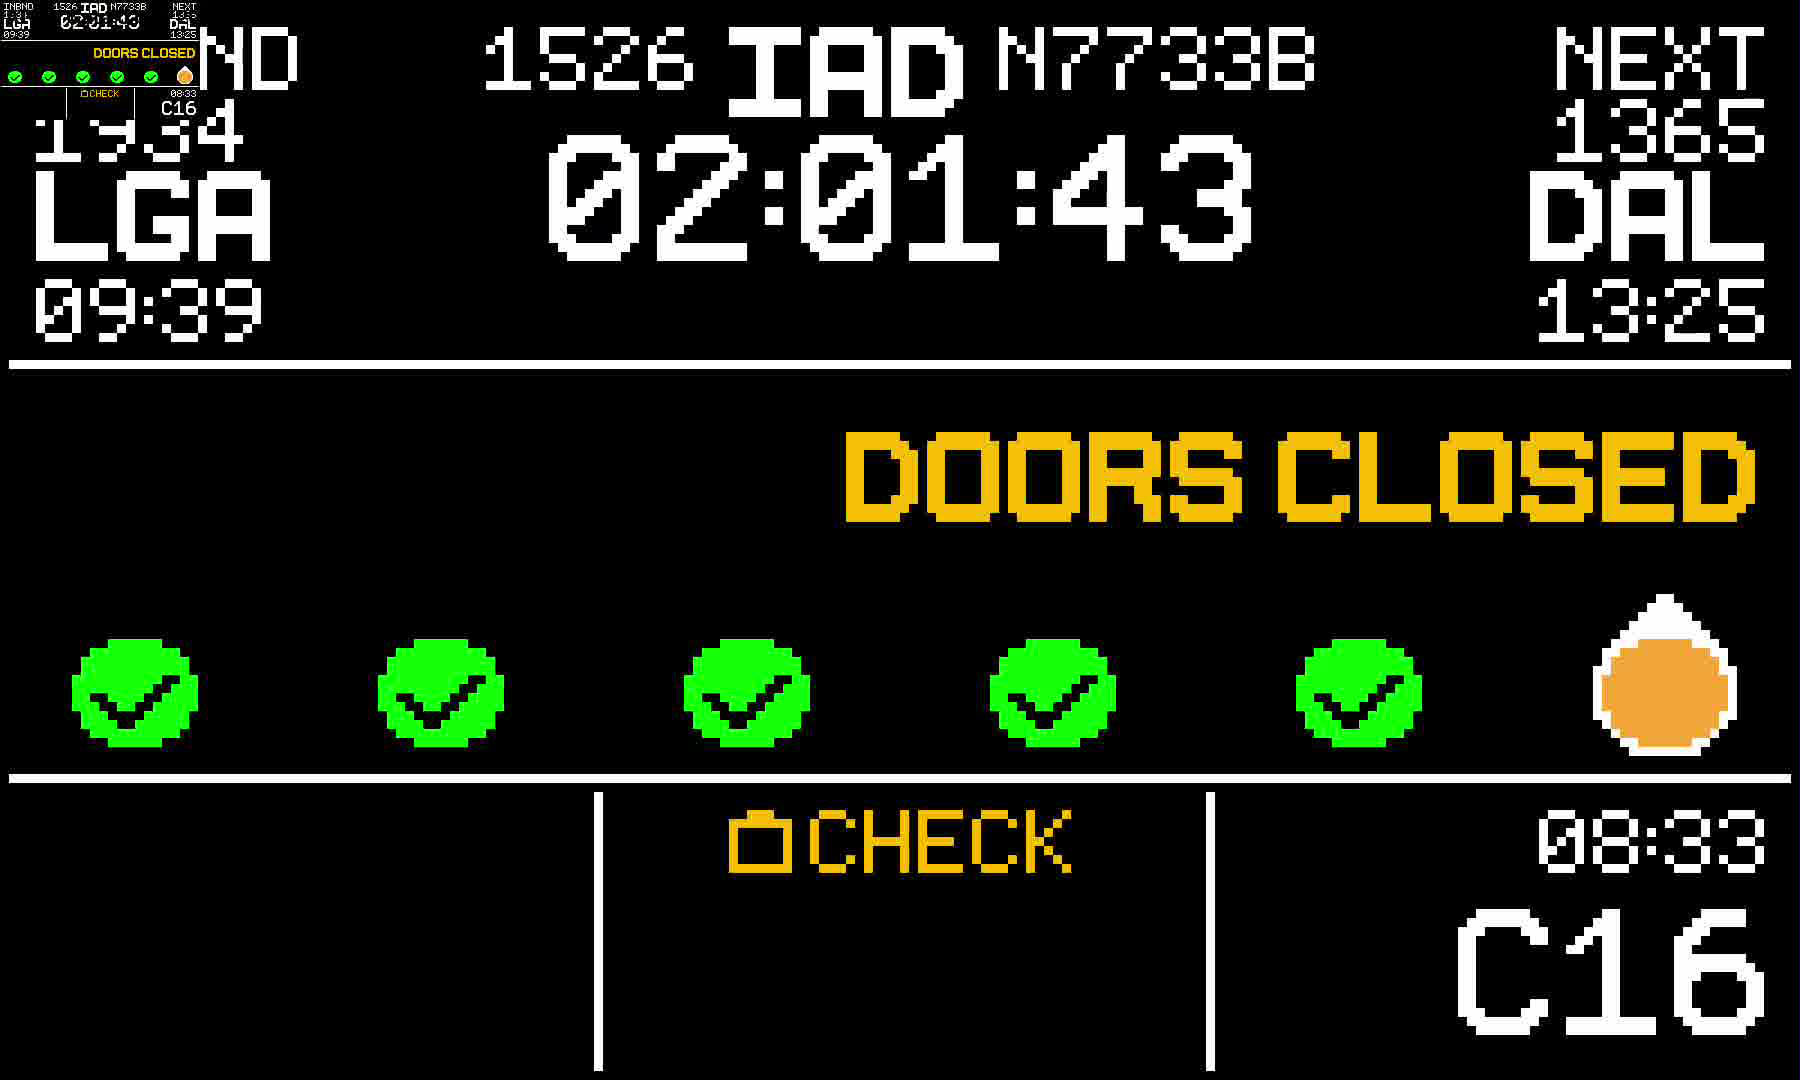 INBND 1526 IAD N7733B NEXT
LGA 02:01:43 DAL
09:39 13:25
DOORS CLOSED
CHECK 08:33
C16
ND 1526 IAD N7733B NEXT
1934 1365
LGA 02:01:43 DAL
09:39 13:25
DOORS CLOSED
CHECK 08:33
C16